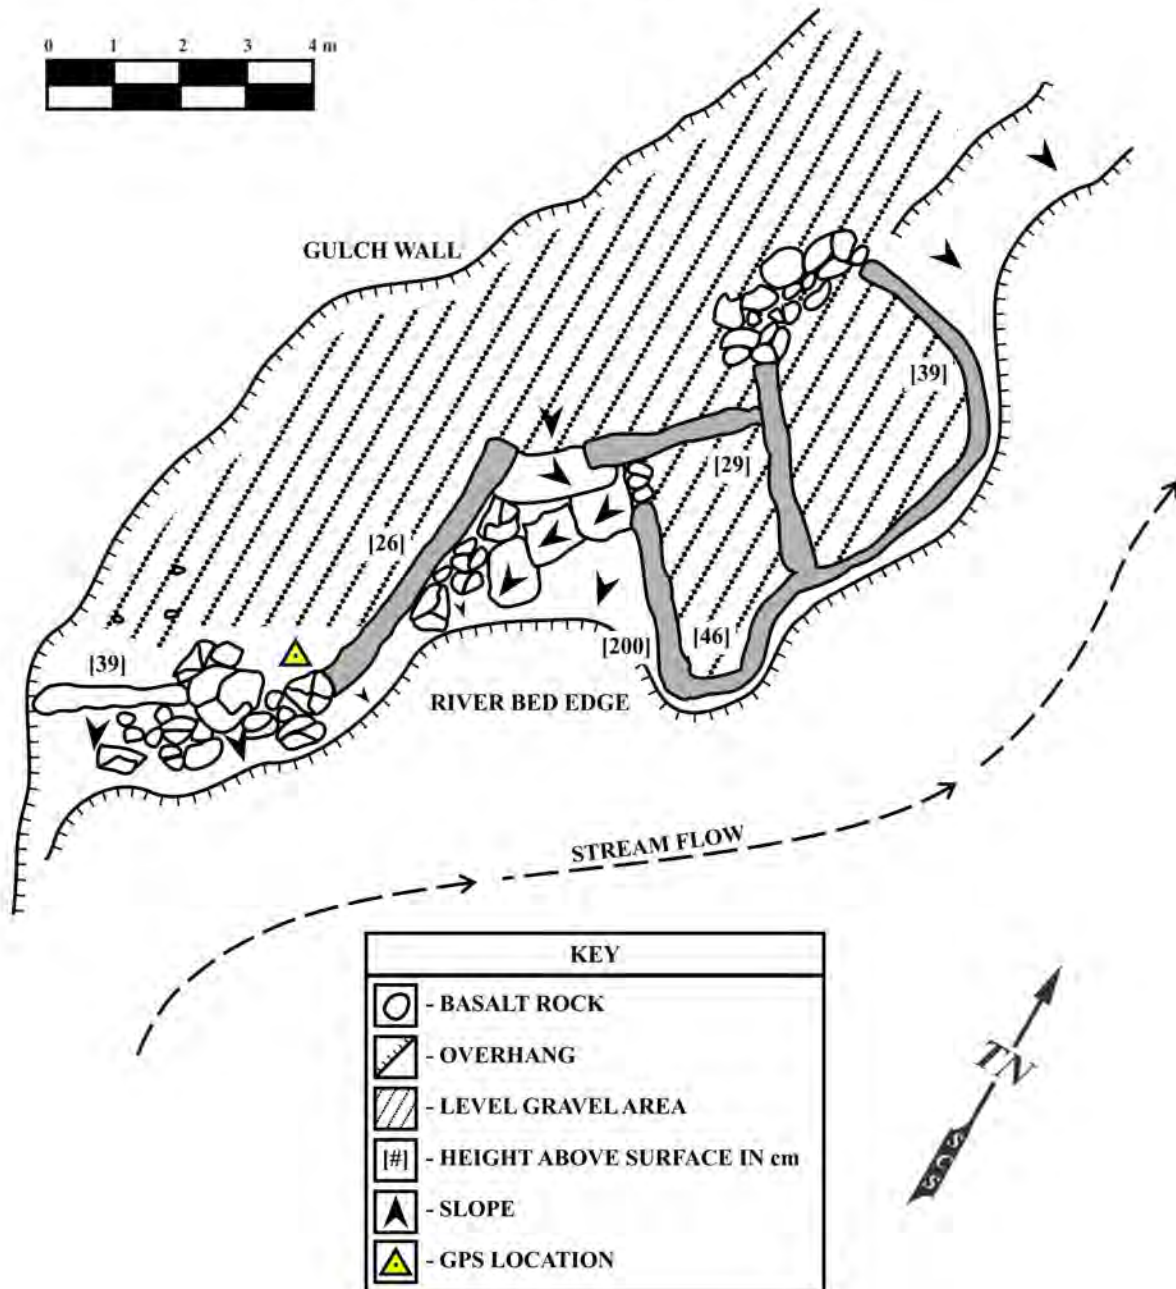 0 1 2 3 4 m
GULCH WALL
[39]
[29]
[26]
[200]
[46]
[39]
RIVER BED EDGE
STREAM FLOW
KEY
- BASALT ROCK
- OVERHANG
- LEVEL GRAVEL AREA
[#] - HEIGHT ABOVE SURFACE IN cm
- SLOPE
- GPS LOCATION
TN
SCS